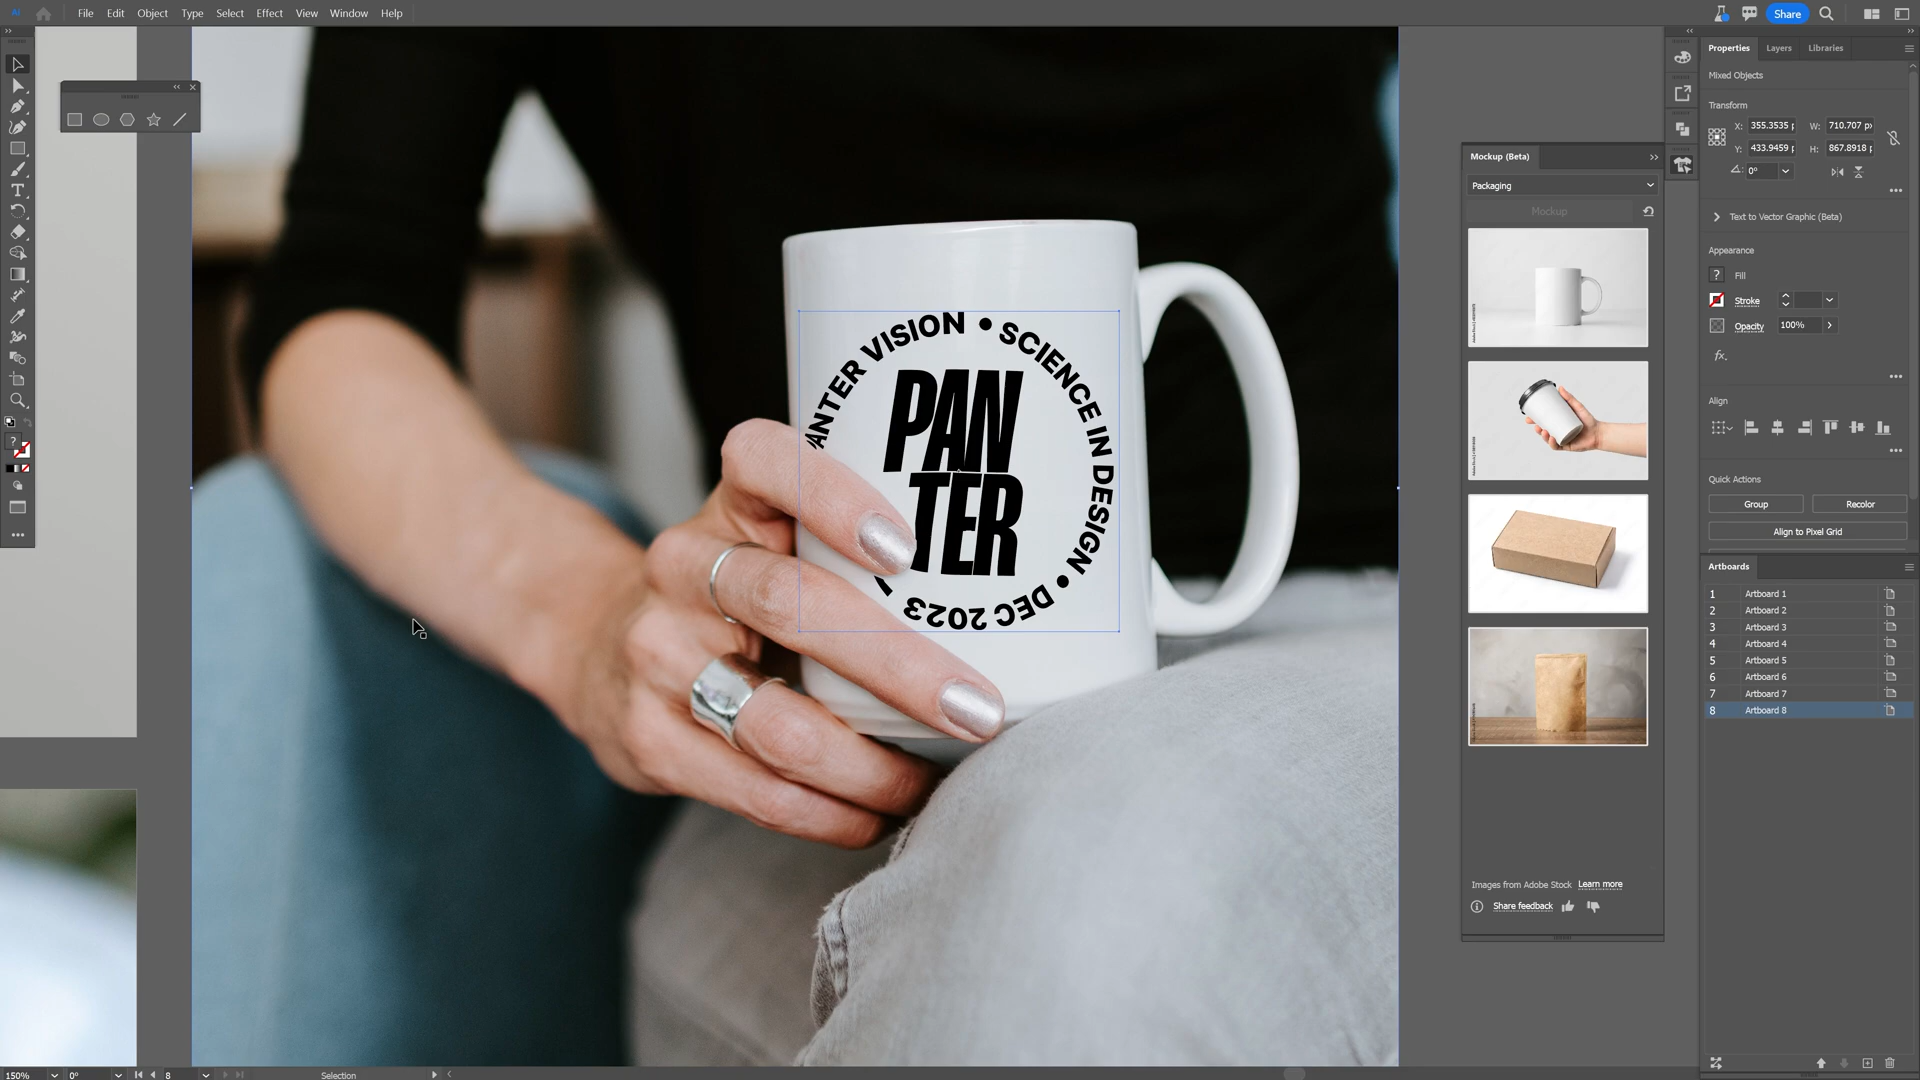 Ai File Edit Object Type Select Effect View Window Help Share
Properties Layers Libraries
Mixed Objects
Transform
X: 355.3535 W: 710.707 px
Y: 433.9459 H: 867.8918
0°
Text to Vector Graphic (Beta)
Appearance
? Fill
Stroke
Opacity 100%
fx.
Align
Quick Actions
Group Recolor
Align to Pixel Grid
Artboards
1 Artboard 1
2 Artboard 2
3 Artboard 3
4 Artboard 4
5 Artboard 5
6 Artboard 6
7 Artboard 7
8 Artboard 8
Mockup (Beta)
Packaging
Mockup
Images from Adobe Stock Learn more
Share feedback
ANTER VISION • SCIENCE IN DESIGN • DEC 2023
PAN
TER
?
150% 0° 8 Selection